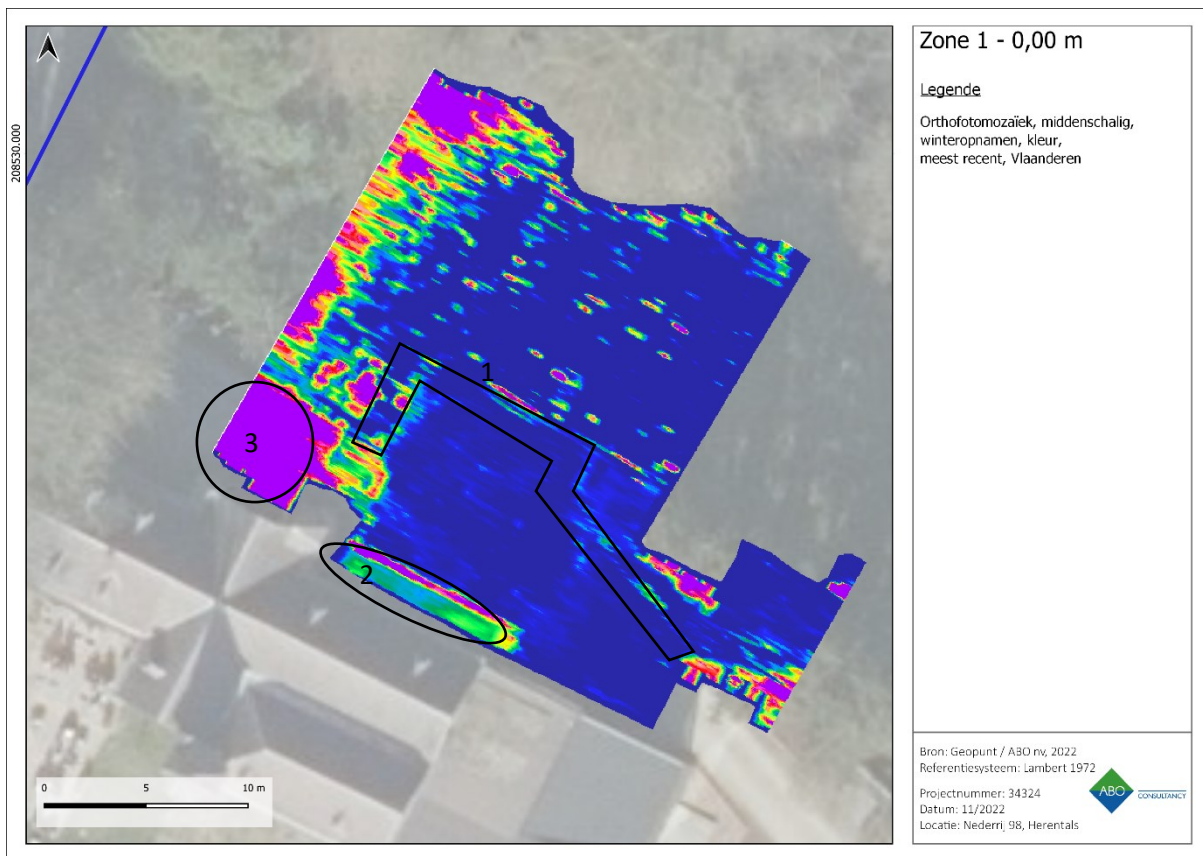 Zone 1 - 0,00 m
Legende
Orthofotomozaïek, middenschalig,
winteropnamen, kleur,
meest recent, Vlaanderen
208530.000
1
3
2
0 5 10 m
Bron: Geopunt / ABO nv, 2022
Referentiesysteem: Lambert 1972
Projectnummer: 34324
Datum: 11/2022
Locatie: Nederrij 98, Herentals
ABO CONSULTANCY